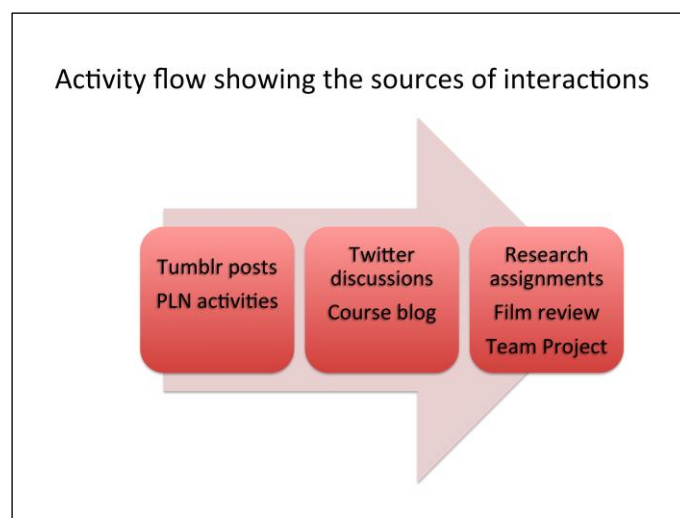 Activity flow showing the sources of interactions
Tumblr posts
PLN activities
Twitter
discussions
Course blog
Research
assignments
Film review
Team Project